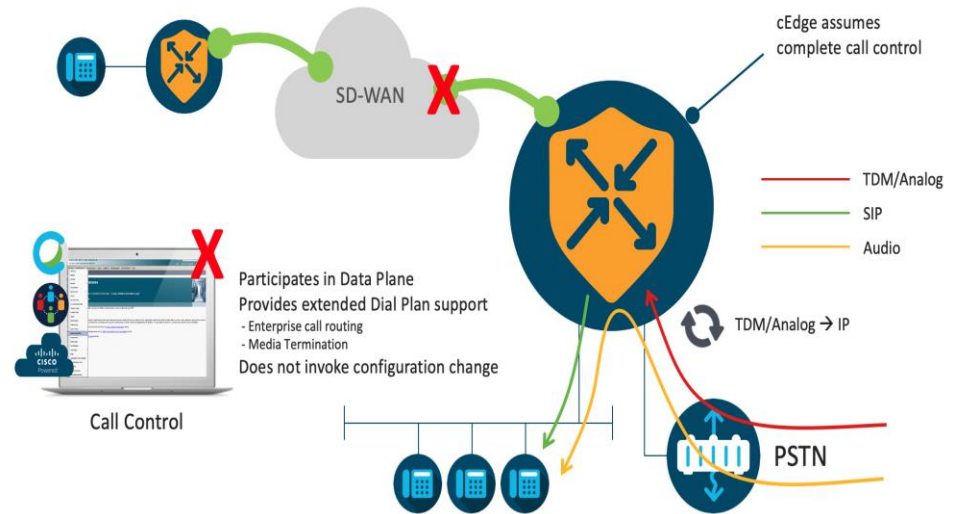 cEdge assumes
complete call control
SD-WAN
X
TDM/Analog
SIP
Audio
X
Participates in Data Plane
Provides extended Dial Plan support
- Enterprise call routing
- Media Termination
Does not invoke configuration change
TDM/Analog → IP
CISCO
Powered
Call Control
PSTN